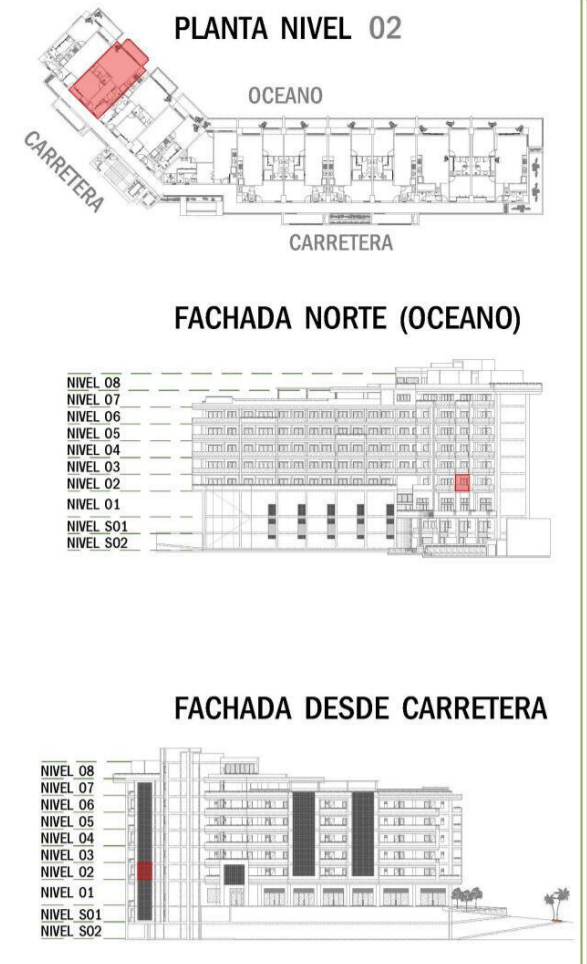 PLANTA NIVEL 02
OCEANO
CARRETERA
CARRETERA
FACHADA NORTE (OCEANO)
NIVEL 08
NIVEL 07
NIVEL 06
NIVEL 05
NIVEL 04
NIVEL 03
NIVEL 02
NIVEL 01
NIVEL S01
NIVEL S02
FACHADA DESDE CARRETERA
NIVEL 08
NIVEL 07
NIVEL 06
NIVEL 05
NIVEL 04
NIVEL 03
NIVEL 02
NIVEL 01
NIVEL S01
NIVEL S02